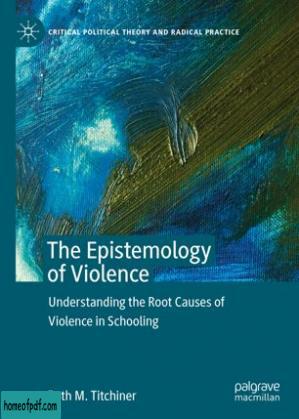 CRITICAL POLITICAL THEORY AND RADICAL PRACTICE
The Epistemology
of Violence
Understanding the Root Causes of
Violence in Schooling
M. Titchiner
palgrave
macmillan
homeofpdf.com